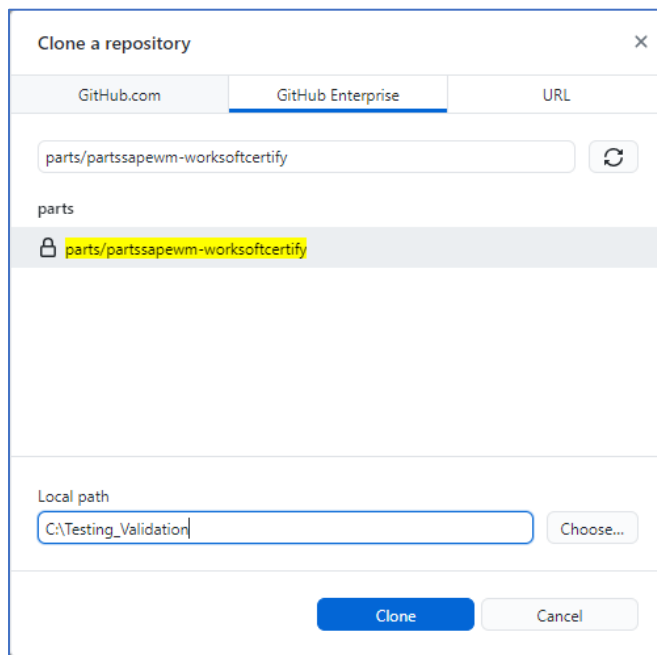 Clone a repository
GitHub.com
GitHub Enterprise
URL
parts/partssapewm-worksoftcertify
parts
parts/partssapewm-worksoftcertify
Local path
C:\Testing_Validation
Choose...
Clone
Cancel